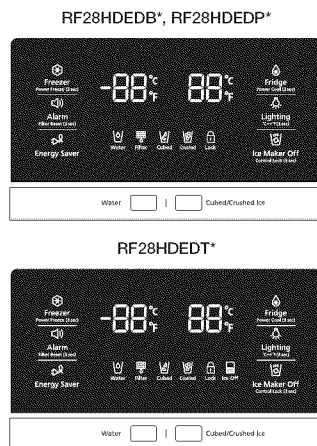 RF28HDEDB*, RF28HDEDP*
-88°C °F 88°C °F
Freezer
Power Freeze (3 sec)
Fridge
Power Cool (3 sec)
Alarm
Filter Reset (3 sec)
Lighting
°C↔°F (3 sec)
Energy Saver
Water Filter Cubed Crushed Lock
Ice Maker Off
Control Lock (3 sec)
Water | Cubed/Crushed Ice
RF28HDEDT*
-88°C °F 88°C °F
Freezer
Power Freeze (3 sec)
Fridge
Power Cool (3 sec)
Alarm
Filter Reset (3 sec)
Lighting
°C↔°F (3 sec)
Energy Saver
Water Filter Cubed Crushed Lock Ice Off
Ice Maker Off
Control Lock (3 sec)
Water | Cubed/Crushed Ice